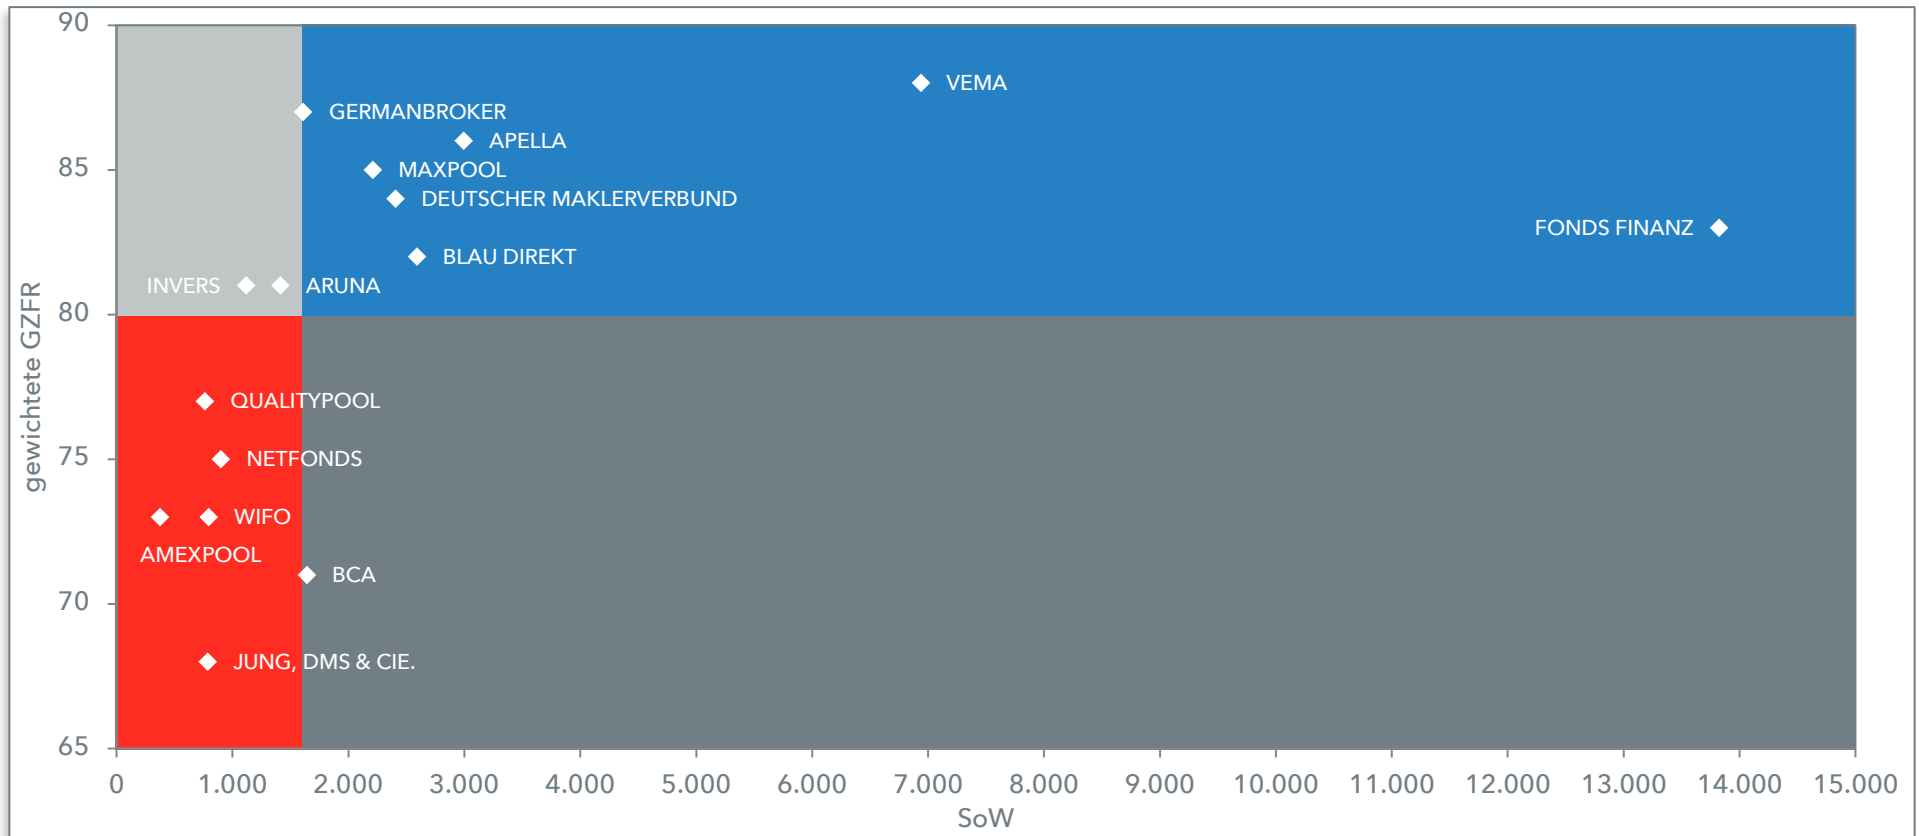 90
VEMA
GERMANBROKER
APELLA
85
MAXPOOL
DEUTSCHER MAKLERVERBUND
FONDS FINANZ
BLAU DIREKT
INVERS
ARUNA
80
gewichtete GZFR
QUALITYPOOL
75
NETFONDS
WIFO
AMEXPOOL
BCA
70
JUNG, DMS & CIE.
65
0 1.000 2.000 3.000 4.000 5.000 6.000 7.000 8.000 9.000 10.000 11.000 12.000 13.000 14.000 15.000
SoW